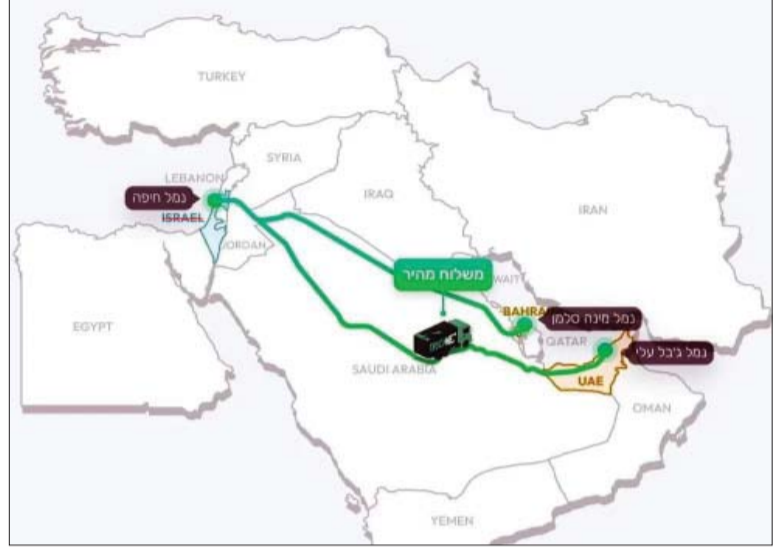 TURKEY
SYRIA
LEBANON
נמל חיפה
ISRAEL
IRAQ
IRAN
JORDAN
משלוח מהיר
WAIT
BAHRA
נמל מינה סלמן
EGYPT
QATAR
נמל ג'בל עלי
SAUDI ARABIA
UAE
OMAN
YEMEN